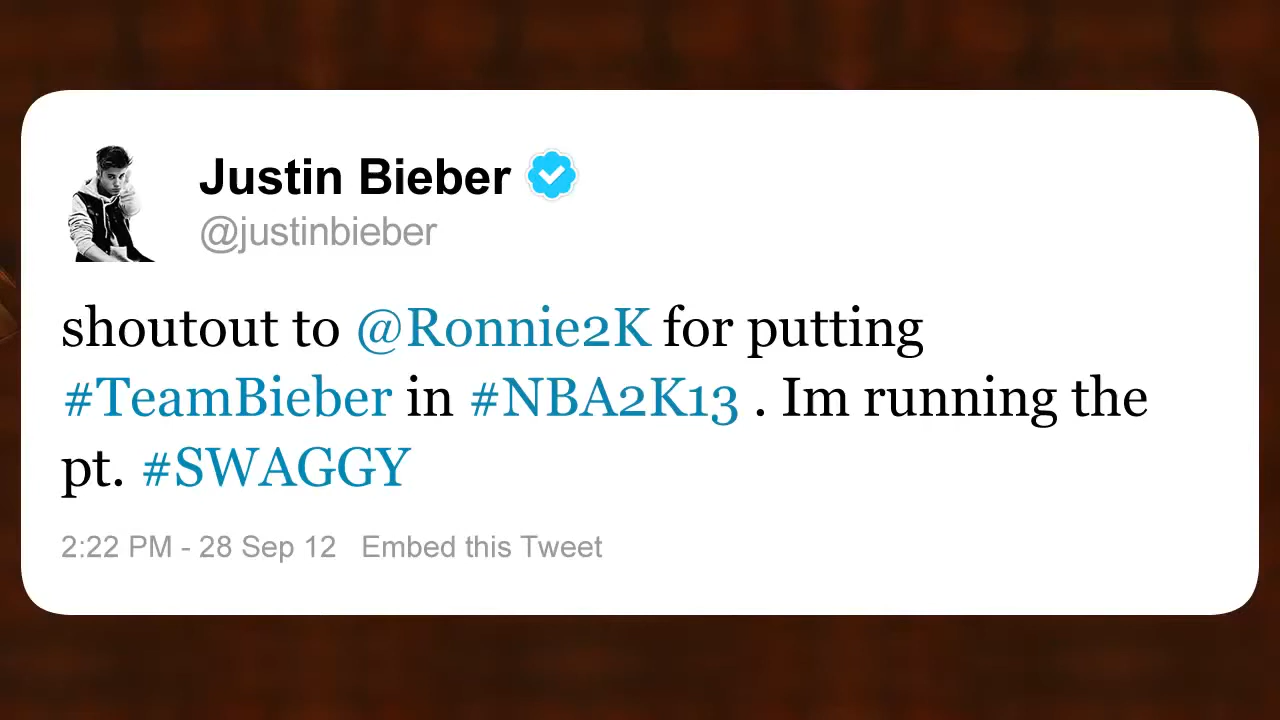 Justin Bieber
@justinbieber
shoutout to @Ronnie2K for putting
#TeamBieber in #NBA2K13 . Im running the
pt. #SWAGGY
2:22 PM - 28 Sep 12 Embed this Tweet